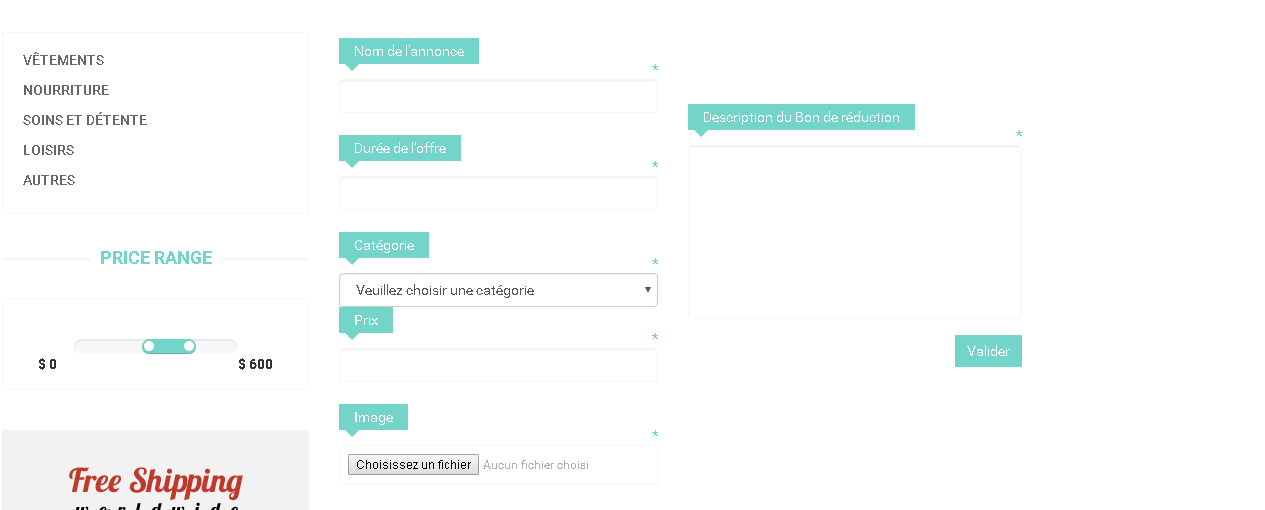 VÊTEMENTS
NOURRITURE
SOINS ET DÉTENTE
LOISIRS
AUTRES
PRICE RANGE
$ 0
$ 600
Free Shipping
worldwide
Nom de l'annonce
*
Durée de l'offre
*
Catégorie
*
Veuillez choisir une catégorie
Prix
*
Image
*
Choisissez un fichier Aucun fichier choisi
Description du Bon de réduction
*
Valider